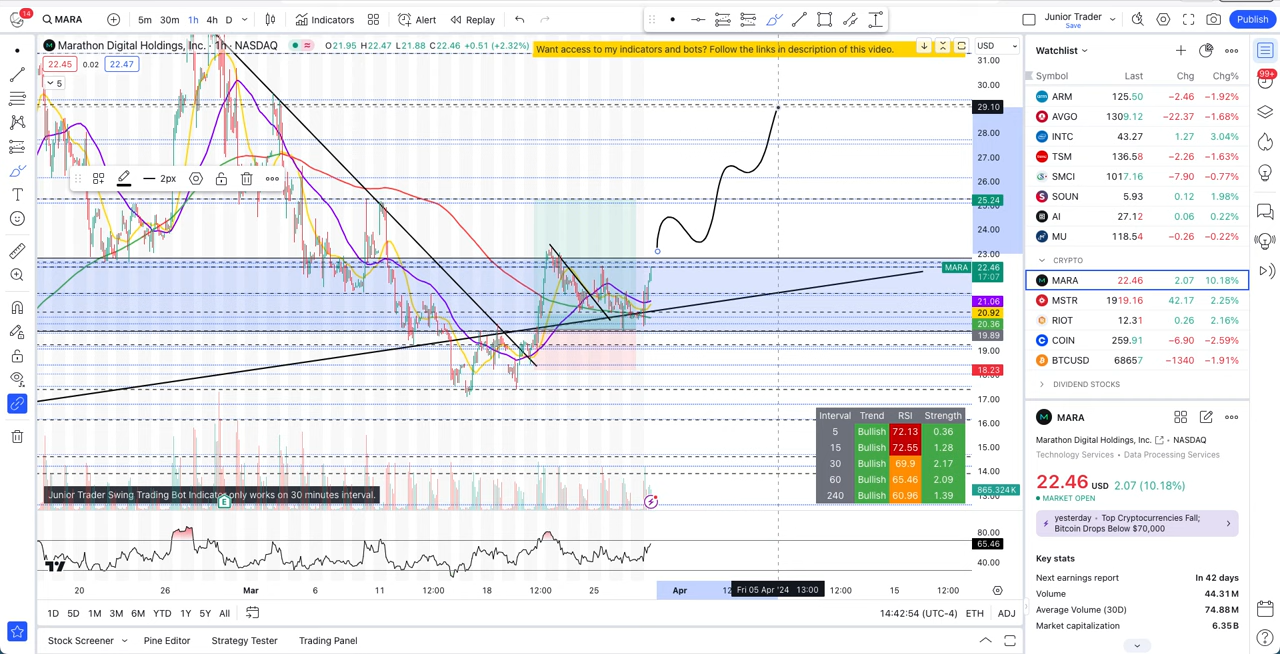 14 MARA 5m 30m 1h 4h D Indicators Alert Replay Junior Trader Save Publish
Marathon Digital Holdings, Inc. · 1h · NASDAQ O21.95 H22.47 L21.88 C22.46 +0.51 (+2.32%)
Want access to my indicators and bots? Follow the links in description of this video.
USD
22.45 0.02 22.47
5
2px
31.00
30.00
29.10
28.00
27.00
26.00
25.24
24.00
23.00
MARA 22.46
17:07
21.06
20.92
20.36
19.89
19.00
18.23
17.00
16.00
15.00
14.00
865.324K
80.00
65.46
40.00
Interval Trend RSI Strength
5 Bullish 72.13 0.36
15 Bullish 72.55 1.28
30 Bullish 69.9 2.17
60 Bullish 65.46 2.09
240 Bullish 60.96 1.39
Junior Trader Swing Trading Bot Indicator only works on 30 minutes interval.
E
20 26 Mar 6 11 12:00 18 12:00 25 Apr 12 Fri 05 Apr '24 13:00 12:00 15 12:00
1D 5D 1M 3M 6M YTD 1Y 5Y All 14:42:54 (UTC-4) ETH ADJ
Stock Screener Pine Editor Strategy Tester Trading Panel
Watchlist
Symbol Last Chg Chg%
ARM 125.50 −2.46 −1.92%
AVGO 1309.12 −22.37 −1.68%
INTC 43.27 1.27 3.04%
TSM 136.58 −2.26 −1.63%
SMCI 1017.16 −7.90 −0.77%
SOUN 5.93 0.12 1.98%
AI 27.12 0.06 0.22%
MU 118.54 −0.26 −0.22%
CRYPTO
MARA 22.46 2.07 10.18%
MSTR 1919.16 42.17 2.25%
RIOT 12.31 0.26 2.16%
COIN 259.91 −6.90 −2.59%
BTCUSD 68657 −1340 −1.91%
DIVIDEND STOCKS
MARA
Marathon Digital Holdings, Inc. · NASDAQ
Technology Services · Data Processing Services
22.46 USD 2.07 (10.18%)
MARKET OPEN
yesterday · Top Cryptocurrencies Fall;
Bitcoin Drops Below $70,000
Key stats
Next earnings report In 42 days
Volume 44.31M
Average Volume (30D) 74.88M
Market capitalization 6.35B
99+